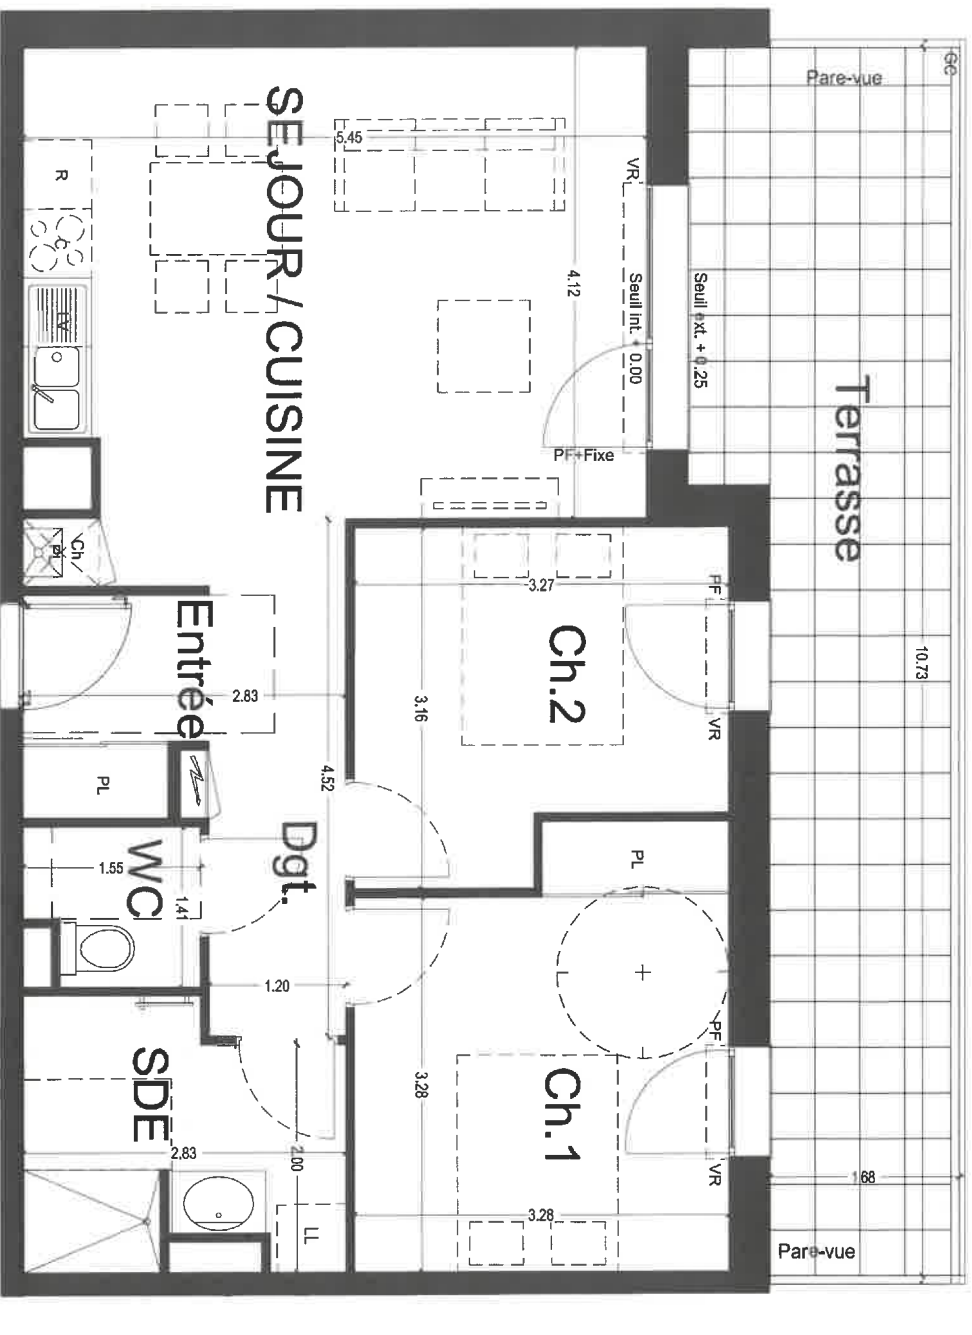 Pare-vue
GC
5.45
VR
R
C
4.12
Seuil int. + 0.00
Seuil ext. + 0.25
LV
SEJOUR / CUISINE
Terrasse
PF+Fixe
Ch
3.27
PF
Entrée
Ch.2
10.73
2.83
3.16
VR
4.52
PL
Dgt.
PL
WC
1.55
1.41
1.20
PF
SDE
Ch.1
3.28
2.83
2.00
VR
1.68
3.28
LL
Pare-vue